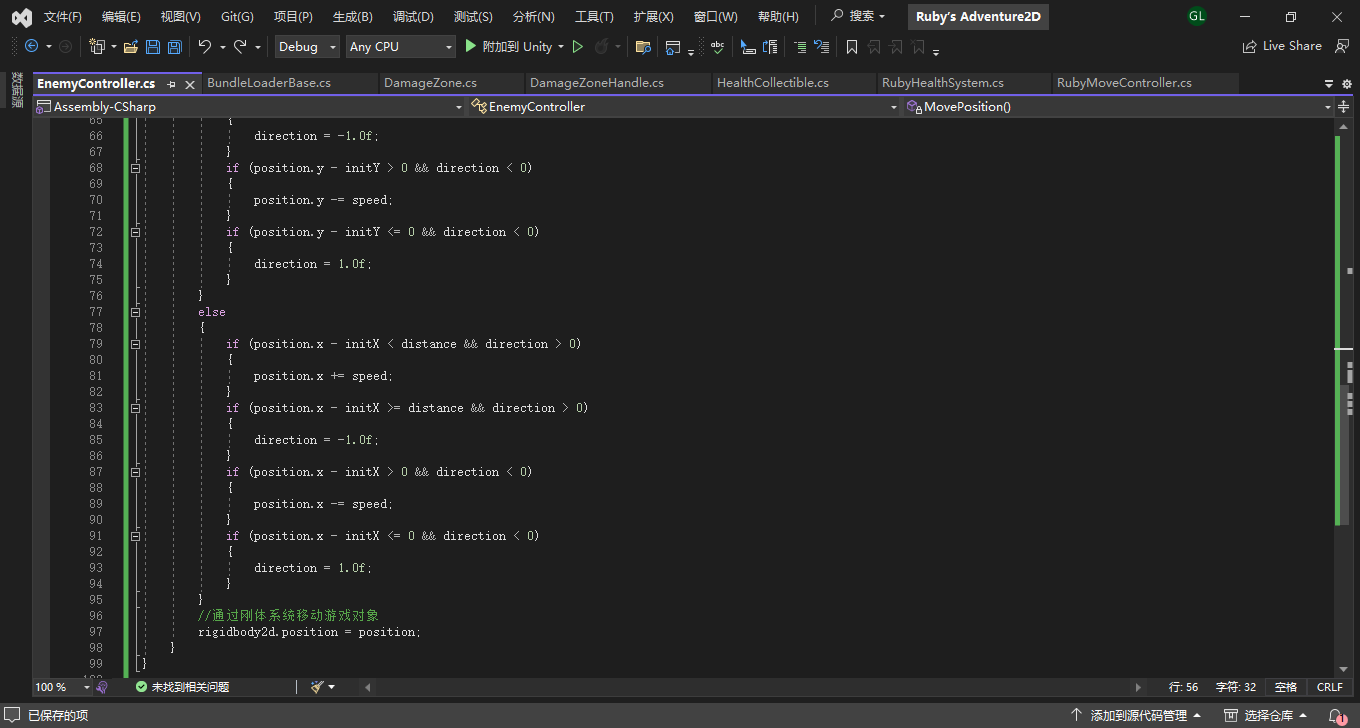 文件(F) 编辑(E) 视图(V) Git(G) 项目(P) 生成(B) 调试(D) 测试(S) 分析(N) 工具(T) 扩展(X) 窗口(W) 帮助(H) 搜索 Ruby's Adventure2D GL
Debug Any CPU 附加到 Unity abc Live Share
数据源
EnemyController.cs BundleLoaderBase.cs DamageZone.cs DamageZoneHandle.cs HealthCollectible.cs RubyHealthSystem.cs RubyMoveController.cs
Assembly-CSharp EnemyController MovePosition()
65 {
66 direction = -1.0f;
67 }
68 if (position.y - initY > 0 && direction < 0)
69 {
70 position.y -= speed;
71 }
72 if (position.y - initY <= 0 && direction < 0)
73 {
74 direction = 1.0f;
75 }
76 }
77 else
78 {
79 if (position.x - initX < distance && direction > 0)
80 {
81 position.x += speed;
82 }
83 if (position.x - initX >= distance && direction > 0)
84 {
85 direction = -1.0f;
86 }
87 if (position.x - initX > 0 && direction < 0)
88 {
89 position.x -= speed;
90 }
91 if (position.x - initX <= 0 && direction < 0)
92 {
93 direction = 1.0f;
94 }
95 }
96 //通过刚体系统移动游戏对象
97 rigidbody2d.position = position;
98 }
99 }
100 % 未找到相关问题 行: 56 字符: 32 空格 CRLF
已保存的项 添加到源代码管理 选择仓库 1